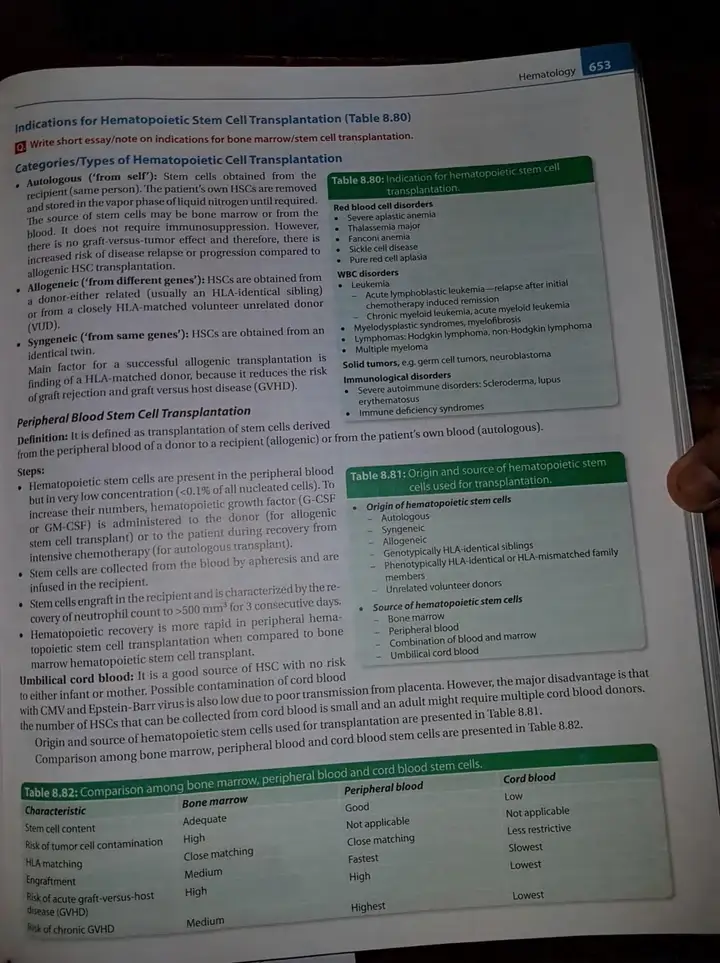 Hematology 653
Indications for Hematopoietic Stem Cell Transplantation (Table 8.80)
Q. Write short essay/note on indications for bone marrow/stem cell transplantation.
Categories/Types of Hematopoietic Cell Transplantation
• Autologous ('from self'): Stem cells obtained from the
recipient (same person). The patient's own HSCs are removed
and stored in the vapor phase of liquid nitrogen until required.
The source of stem cells may be bone marrow or from the
blood. It does not require immunosuppression. However,
there is no graft-versus-tumor effect and therefore, there is
increased risk of disease relapse or progression compared to
allogenic HSC transplantation.
• Allogeneic ('from different genes'): HSCs are obtained from
a donor-either related (usually an HLA-identical sibling)
or from a closely HLA-matched volunteer unrelated donor
(VUD).
• Syngeneic ('from same genes'): HSCs are obtained from an
identical twin.
Main factor for a successful allogenic transplantation is
finding of a HLA-matched donor, because it reduces the risk
of graft rejection and graft versus host disease (GVHD).
Table 8.80: Indication for hematopoietic stem cell
transplantation.
Red blood cell disorders
• Severe aplastic anemia
• Thalassemia major
• Fanconi anemia
• Sickle cell disease
• Pure red cell aplasia
WBC disorders
• Leukemia
– Acute lymphoblastic leukemia—relapse after initial
chemotherapy induced remission
– Chronic myeloid leukemia, acute myeloid leukemia
• Myelodysplastic syndromes, myelofibrosis
• Lymphomas: Hodgkin lymphoma, non-Hodgkin lymphoma
• Multiple myeloma
Solid tumors, e.g. germ cell tumors, neuroblastoma
Immunological disorders
• Severe autoimmune disorders: Scleroderma, lupus
erythematosus
• Immune deficiency syndromes
Peripheral Blood Stem Cell Transplantation
Definition: It is defined as transplantation of stem cells derived
from the peripheral blood of a donor to a recipient (allogenic) or from the patient's own blood (autologous).
Steps:
• Hematopoietic stem cells are present in the peripheral blood
but in very low concentration (<0.1% of all nucleated cells). To
increase their numbers, hematopoietic growth factor (G-CSF
or GM-CSF) is administered to the donor (for allogenic
stem cell transplant) or to the patient during recovery from
intensive chemotherapy (for autologous transplant).
• Stem cells are collected from the blood by apheresis and are
infused in the recipient.
• Stem cells engraft in the recipient and is characterized by the re-
covery of neutrophil count to >500 mm³ for 3 consecutive days.
• Hematopoietic recovery is more rapid in peripheral hema-
topoietic stem cell transplantation when compared to bone
marrow hematopoietic stem cell transplant.
Table 8.81: Origin and source of hematopoietic stem
cells used for transplantation.
• Origin of hematopoietic stem cells
– Autologous
– Syngeneic
– Allogeneic
– Genotypically HLA-identical siblings
– Phenotypically HLA-identical or HLA-mismatched family
members
– Unrelated volunteer donors
• Source of hematopoietic stem cells
– Bone marrow
– Peripheral blood
– Combination of blood and marrow
– Umbilical cord blood
Umbilical cord blood: It is a good source of HSC with no risk
to either infant or mother. Possible contamination of cord blood
with CMV and Epstein-Barr virus is also low due to poor transmission from placenta. However, the major disadvantage is that
the number of HSCs that can be collected from cord blood is small and an adult might require multiple cord blood donors.
Origin and source of hematopoietic stem cells used for transplantation are presented in Table 8.81.
Comparison among bone marrow, peripheral blood and cord blood stem cells are presented in Table 8.82.
Table 8.82: Comparison among bone marrow, peripheral blood and cord blood stem cells.
Characteristic Bone marrow Peripheral blood Cord blood
Stem cell content Adequate Good Low
Risk of tumor cell contamination High Not applicable Not applicable
HLA matching Close matching Close matching Less restrictive
Engraftment Medium Fastest Slowest
Risk of acute graft-versus-host High High Lowest
disease (GVHD)
Risk of chronic GVHD Medium Highest Lowest